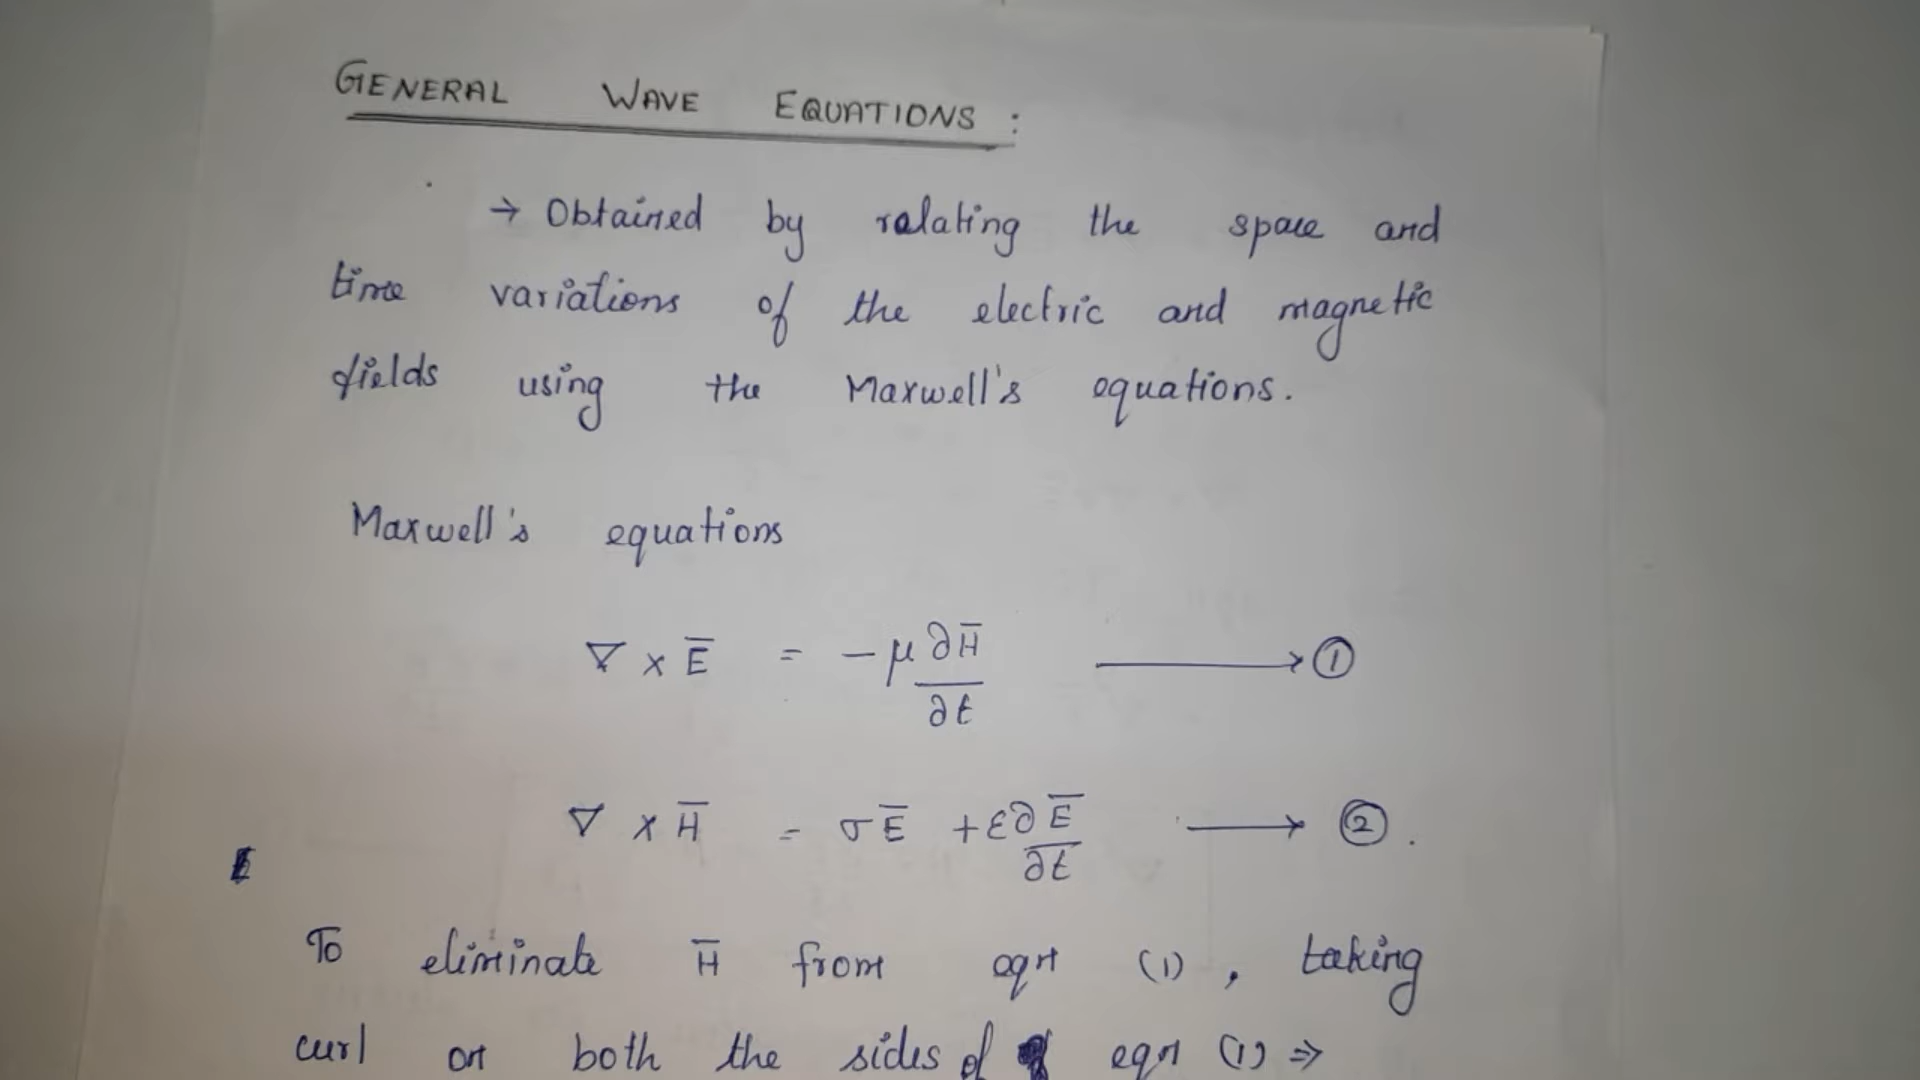 GENERAL WAVE EQUATIONS :
→ Obtained by relating the space and
time variations of the electric and magnetic
fields using the Maxwell's equations.
Maxwell's equations
∇ × E̅ = -μ ∂H̅/∂t → ①
∇ × H̅ = σE̅ + ε∂E̅/∂t → ②.
To eliminate H̅ from eqn (1), taking
curl on both the sides of eqn (1) ⇒